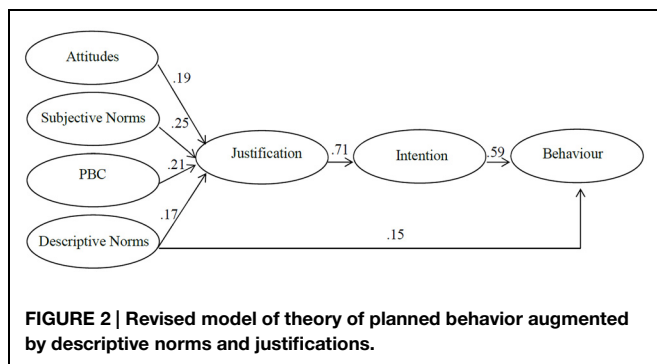 Attitudes
.19
Subjective Norms
.25
PBC
.21
Descriptive Norms
.17
Justification
.71
Intention
.59
Behaviour
.15
FIGURE 2 | Revised model of theory of planned behavior augmented
by descriptive norms and justifications.